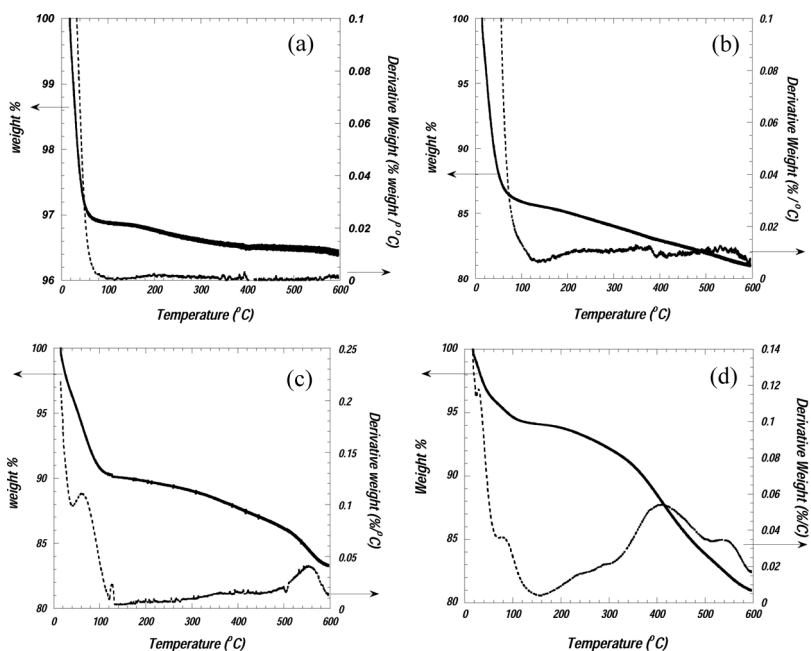 (a)
100
99
98
97
96
weight %
0.1
0.08
0.06
0.04
0.02
0
Derivative Weight (% weight /°C)
0 100 200 300 400 500 600
Temperature (°C)
(b)
100
95
90
85
80
weight %
0.1
0.08
0.06
0.04
0.02
0
Derivative Weight (% /°C)
0 100 200 300 400 500 600
Temperature (°C)
(c)
100
95
90
85
80
weight %
0.25
0.2
0.15
0.1
0.05
0
Derivative weight (%/°C)
0 100 200 300 400 500 600
Temperature (°C)
(d)
100
95
90
85
80
Weight %
0.14
0.12
0.1
0.08
0.06
0.04
0.02
0
Derivative Weight (%/C)
0 100 200 300 400 500 600
Temperature (°C)